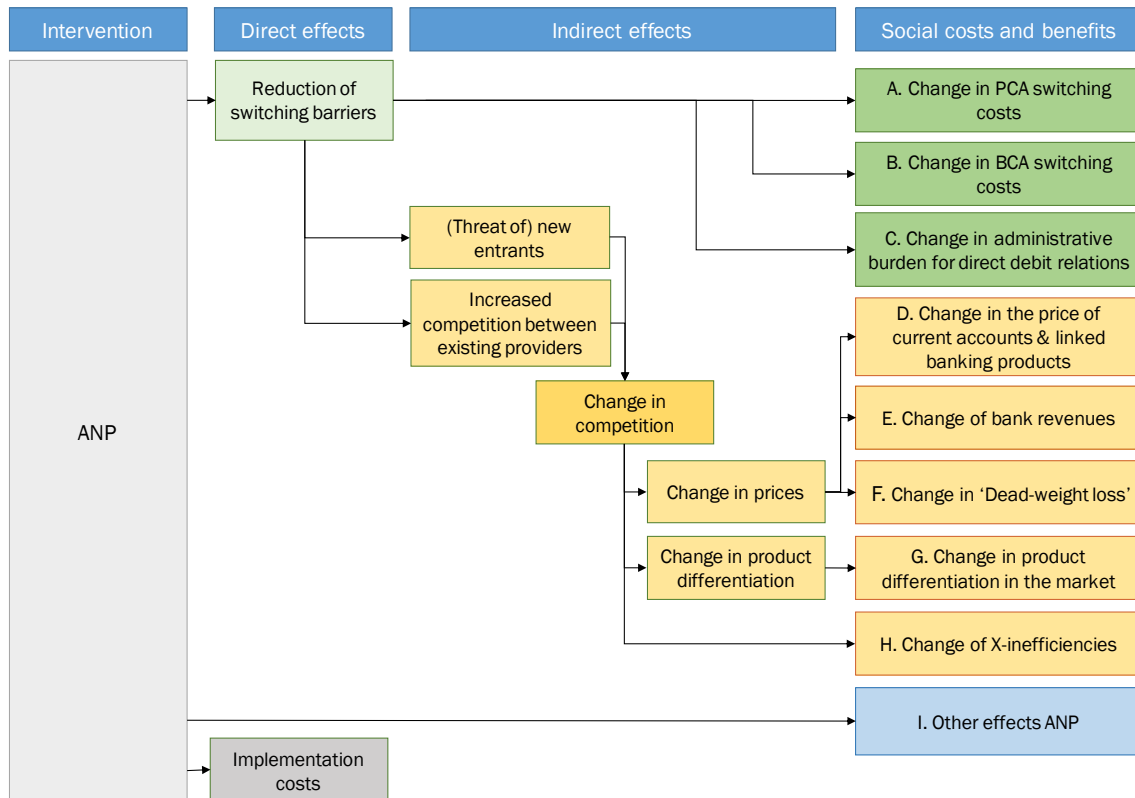 Intervention
Direct effects
Indirect effects
Social costs and benefits
ANP
Reduction of
switching barriers
A. Change in PCA switching
costs
B. Change in BCA switching
costs
(Threat of) new
entrants
C. Change in administrative
burden for direct debit relations
Increased
competition between
existing providers
D. Change in the price of
current accounts & linked
banking products
Change in
competition
E. Change of bank revenues
Change in prices
F. Change in ‘Dead-weight loss’
Change in product
differentiation
G. Change in product
differentiation in the market
H. Change of X-inefficiencies
I. Other effects ANP
Implementation
costs